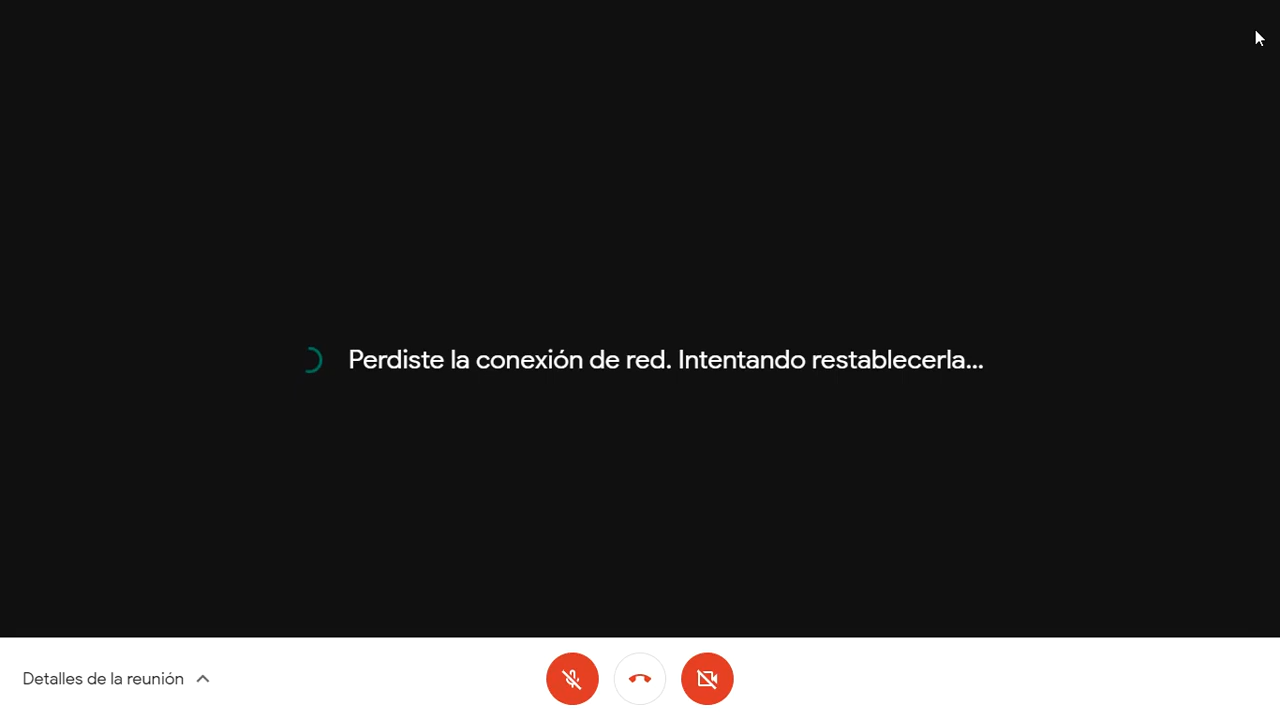 Perdiste la conexión de red. Intentando restablecerla...
Detalles de la reunión